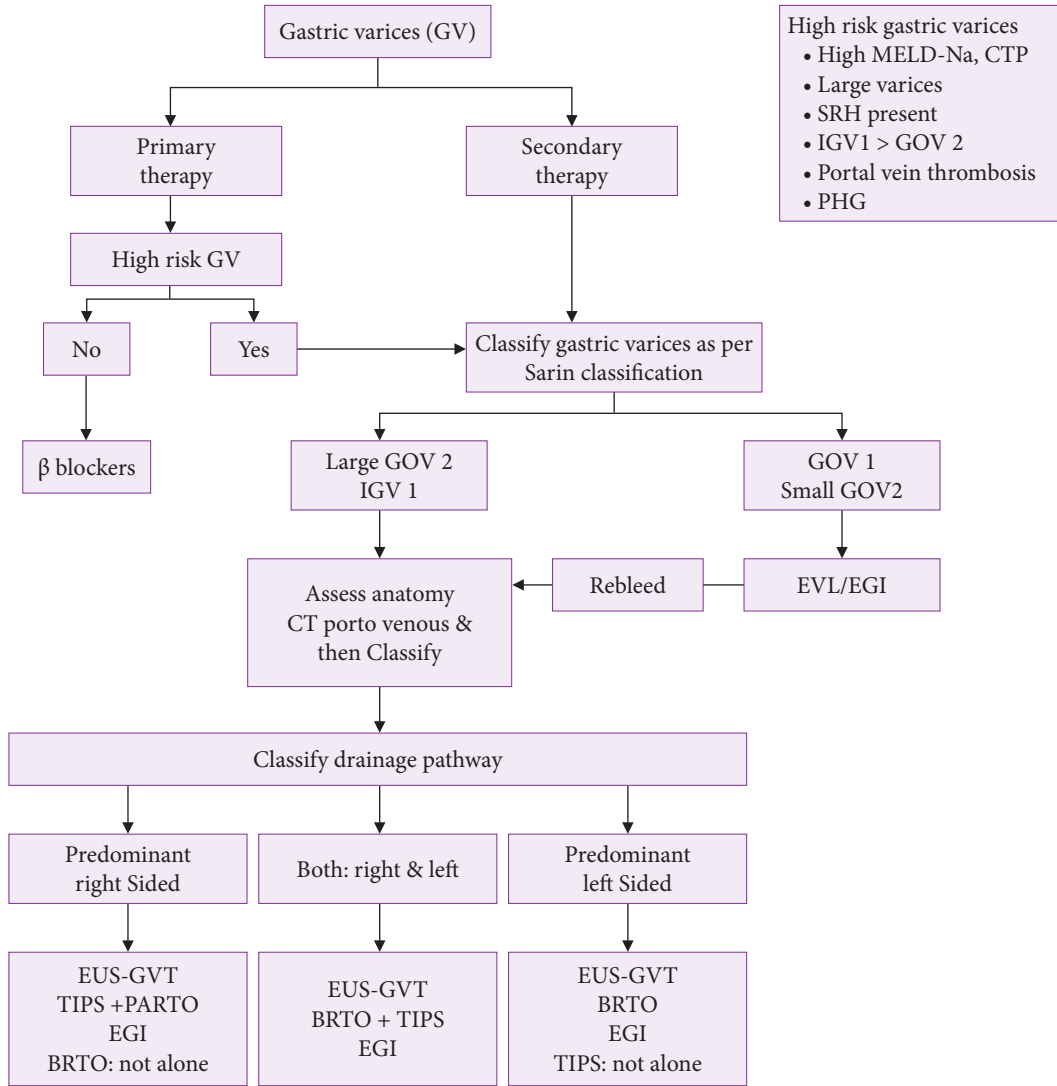 Gastric varices (GV)
High risk gastric varices
• High MELD-Na, CTP
• Large varices
• SRH present
• IGV1 > GOV 2
• Portal vein thrombosis
• PHG
Primary
therapy
Secondary
therapy
High risk GV
No
Yes
Classify gastric varices as per
Sarin classification
β blockers
Large GOV 2
IGV 1
GOV 1
Small GOV2
Assess anatomy
CT porto venous &
then Classify
Rebleed
EVL/EGI
Classify drainage pathway
Predominant
right Sided
Both: right & left
Predominant
left Sided
EUS-GVT
TIPS +PARTO
EGI
BRTO: not alone
EUS-GVT
BRTO + TIPS
EGI
EUS-GVT
BRTO
EGI
TIPS: not alone